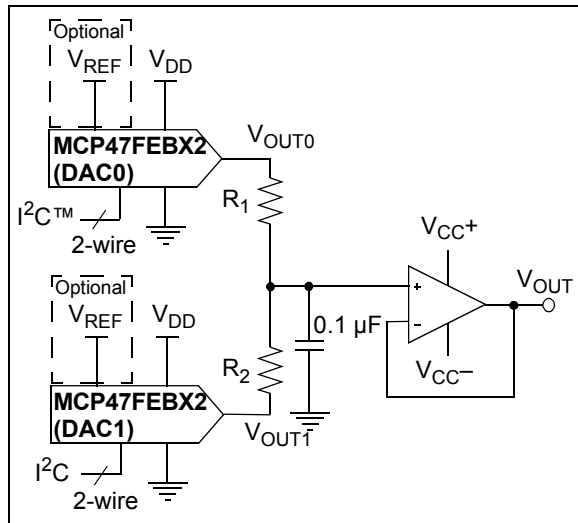 Optional
VREF VDD
MCP47FEBX2
(DAC0)
VOUT0
I²C™
2-wire
R1
VCC+
VOUT
+
–
VCC–
0.1 µF
Optional
VREF VDD
R2
MCP47FEBX2
(DAC1)
VOUT1
I²C
2-wire